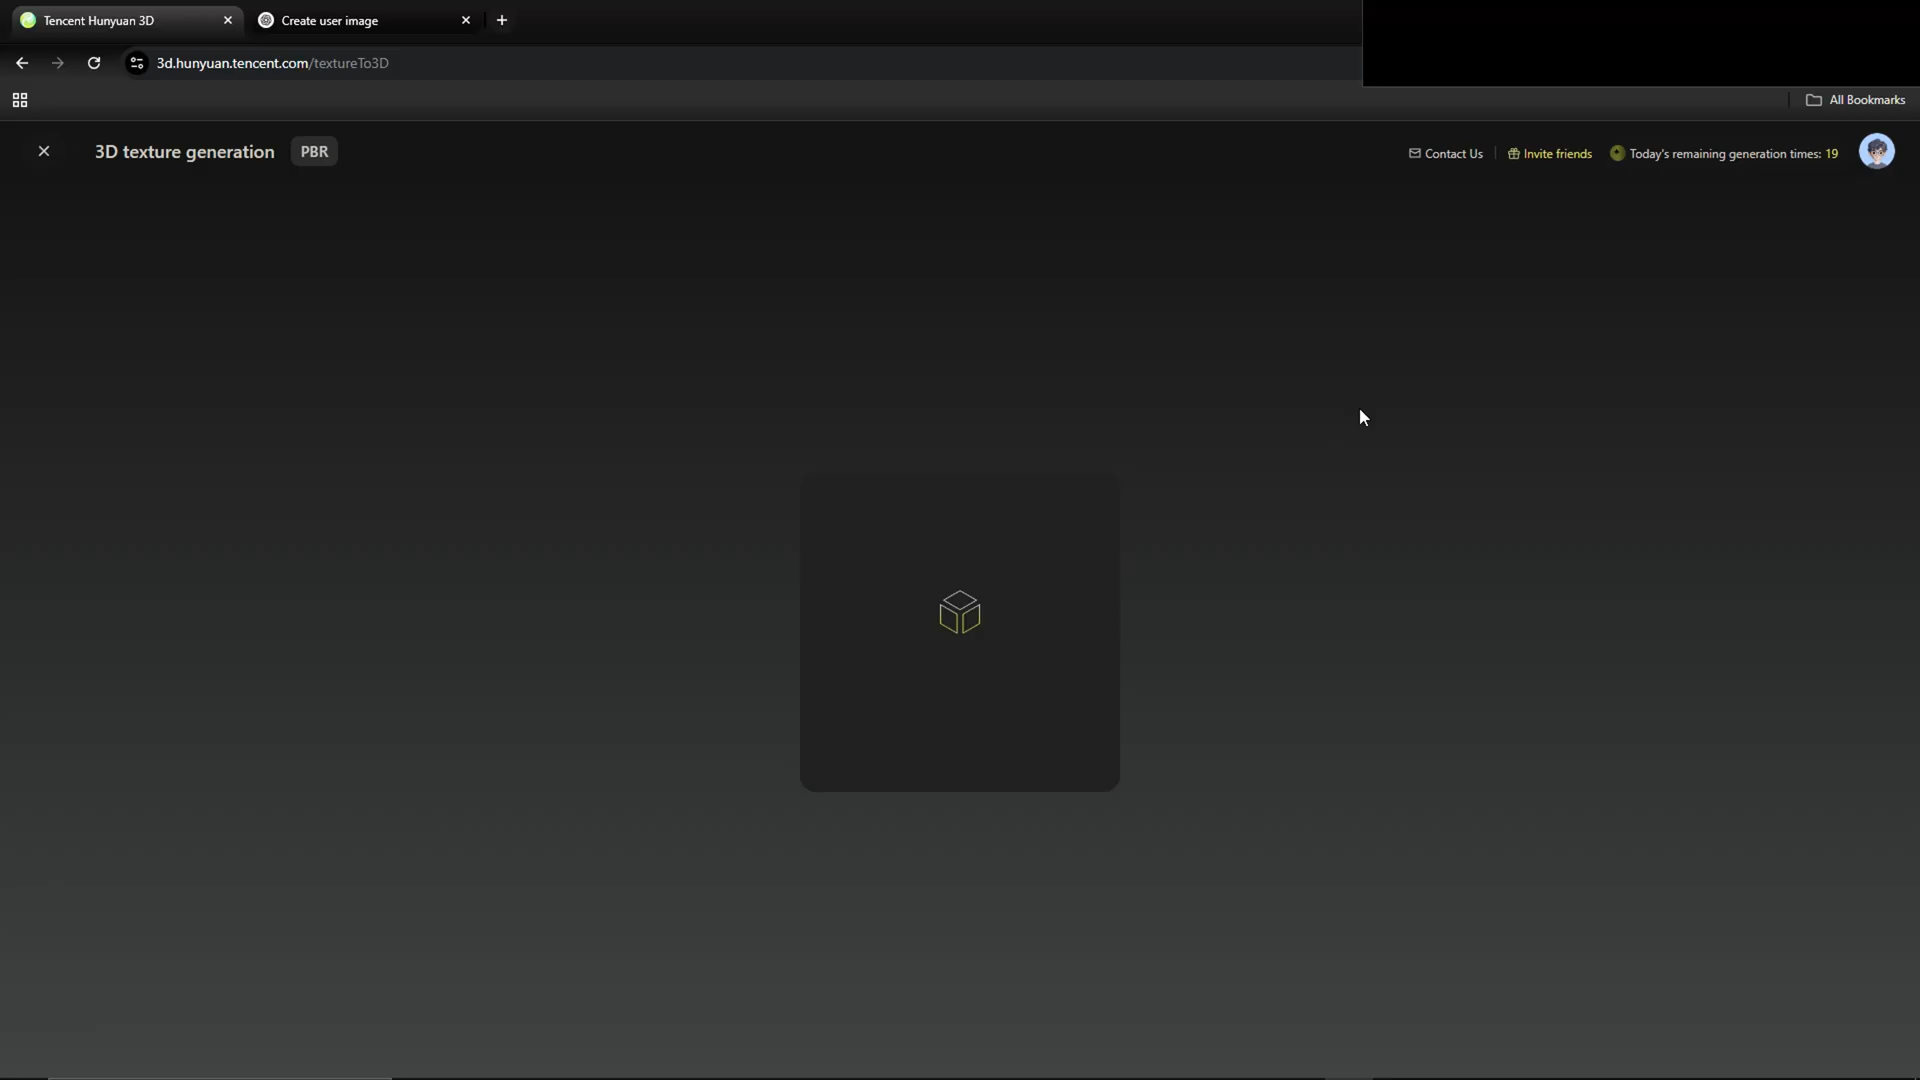 Tencent Hunyuan 3D
Create user image
3d.hunyuan.tencent.com/textureTo3D
All Bookmarks
3D texture generation
PBR
Contact Us
Invite friends
Today's remaining generation times: 19